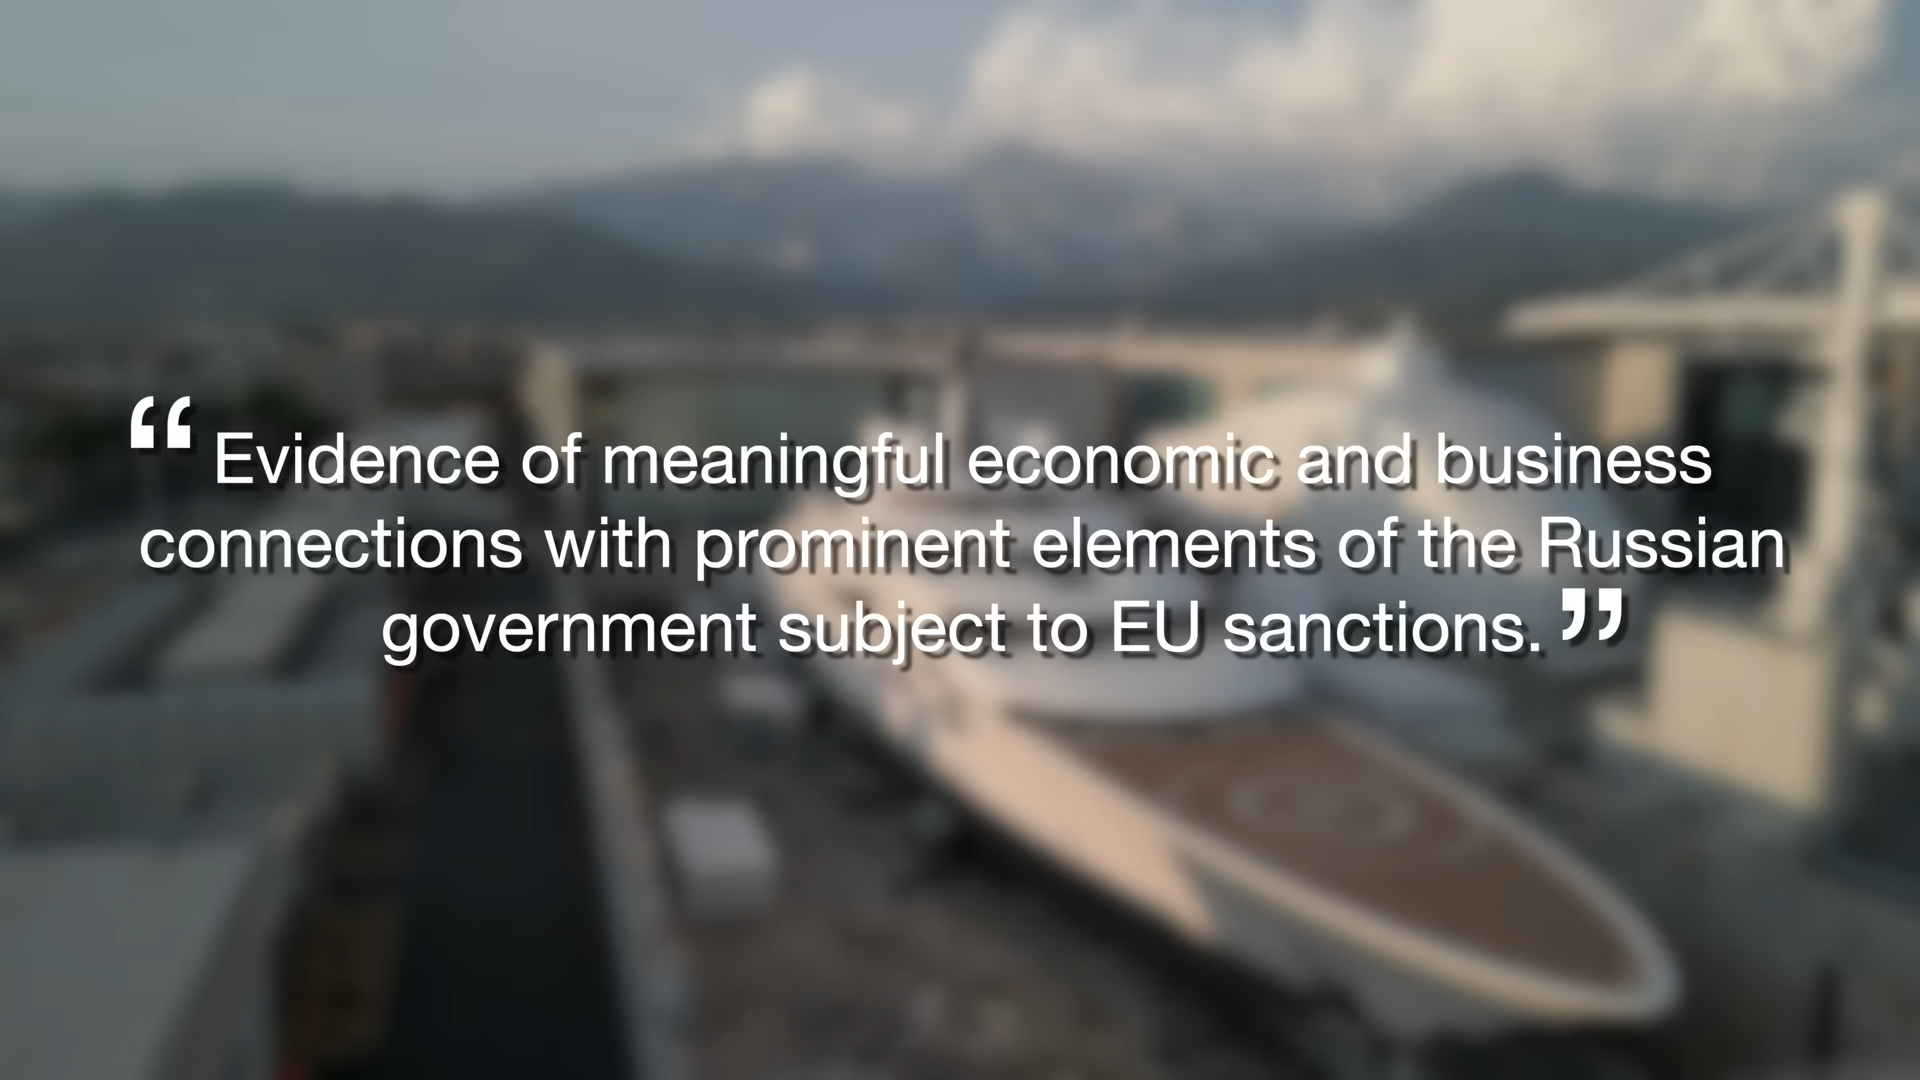 “Evidence of meaningful economic and business
connections with prominent elements of the Russian
government subject to EU sanctions.”